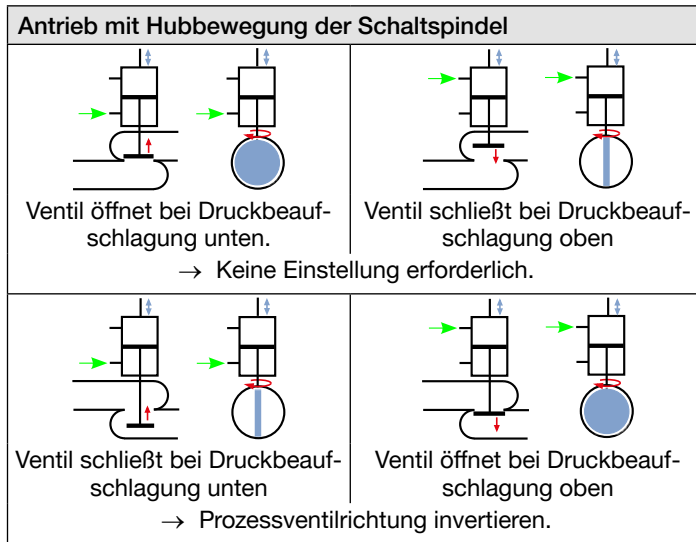 Antrieb mit Hubbewegung der Schaltspindel
Ventil öffnet bei Druckbeauf-
schlagung unten.
Ventil schließt bei Druckbeauf-
schlagung oben
→ Keine Einstellung erforderlich.
Ventil schließt bei Druckbeauf-
schlagung unten
Ventil öffnet bei Druckbeauf-
schlagung oben
→ Prozessventilrichtung invertieren.